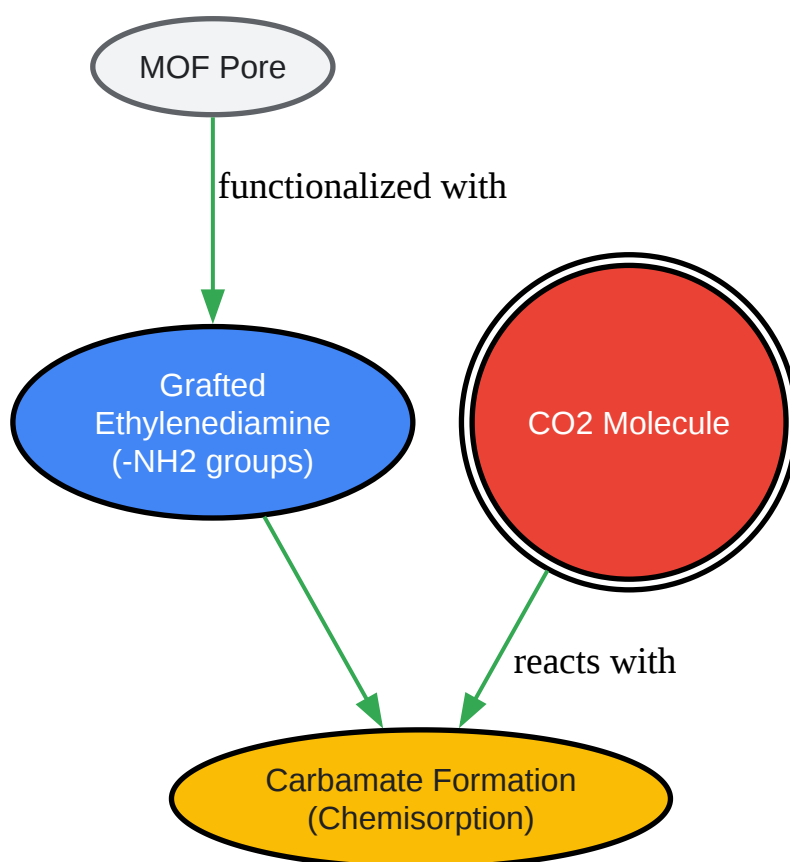 MOF Pore
functionalized with
Grafted
Ethylenediamine
(-NH2 groups)
CO2 Molecule
reacts with
Carbamate Formation
(Chemisorption)